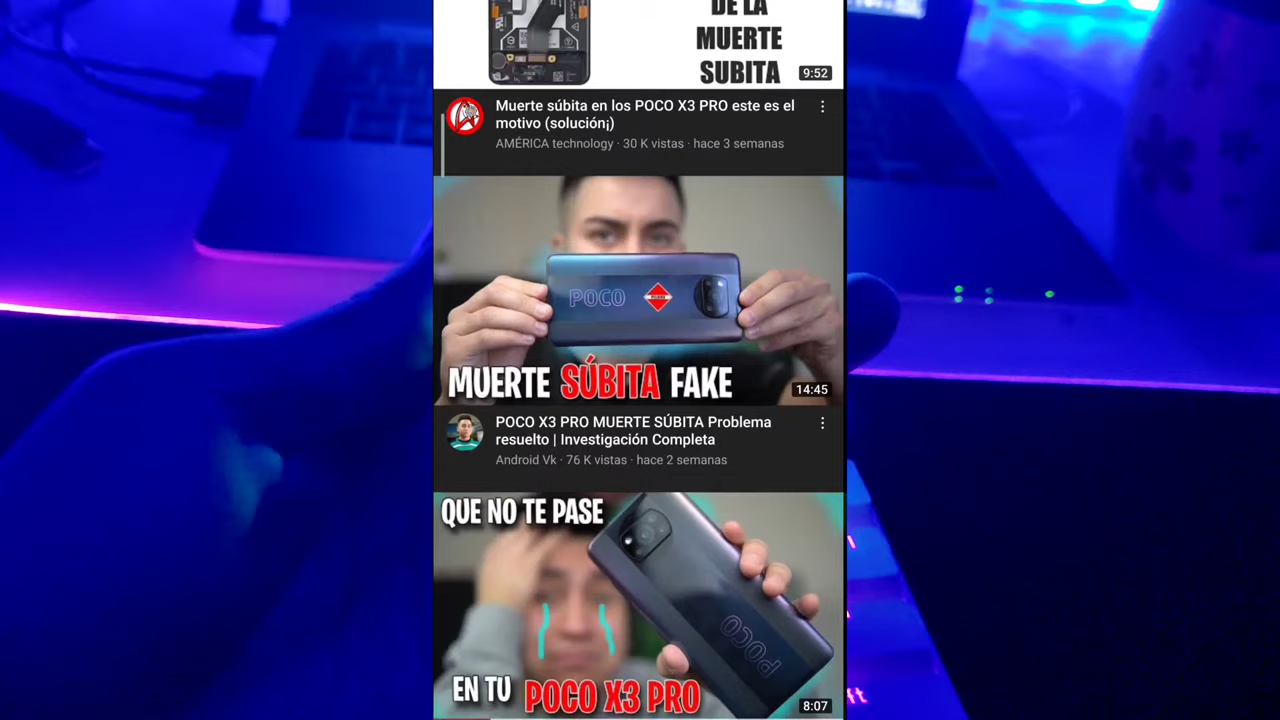 DE LA
MUERTE
SUBITA
9:52
Muerte súbita en los POCO X3 PRO este es el
motivo (solución¡)
AMÉRICA technology · 30 K vistas · hace 3 semanas
POCO
MUERTE SÚBITA FAKE
14:45
POCO X3 PRO MUERTE SÚBITA Problema
resuelto | Investigación Completa
Android Vk · 76 K vistas · hace 2 semanas
QUE NO TE PASE
POCO
EN TU POCO X3 PRO
8:07